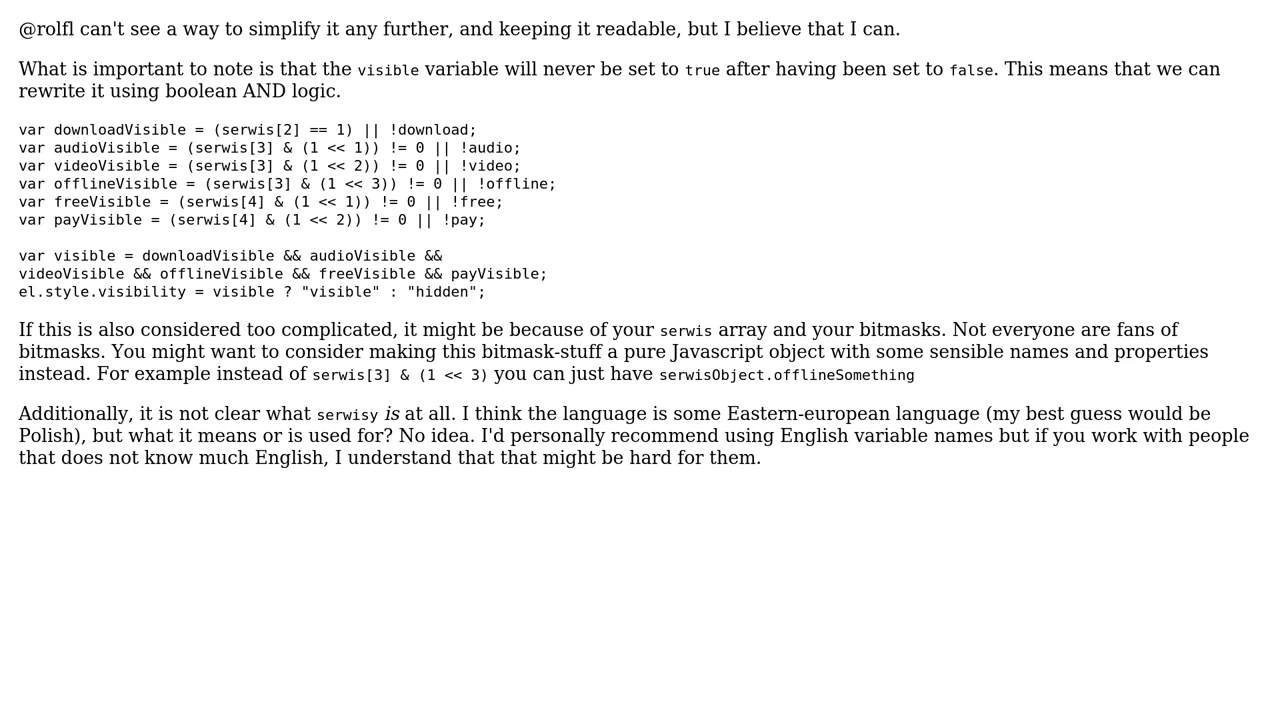 @rolfl can't see a way to simplify it any further, and keeping it readable, but I believe that I can.
What is important to note is that the visible variable will never be set to true after having been set to false. This means that we can
rewrite it using boolean AND logic.
var downloadVisible = (serwis[2] == 1) || !download;
var audioVisible = (serwis[3] & (1 << 1)) != 0 || !audio;
var videoVisible = (serwis[3] & (1 << 2)) != 0 || !video;
var offlineVisible = (serwis[3] & (1 << 3)) != 0 || !offline;
var freeVisible = (serwis[4] & (1 << 1)) != 0 || !free;
var payVisible = (serwis[4] & (1 << 2)) != 0 || !pay;
var visible = downloadVisible && audioVisible &&
videoVisible && offlineVisible && freeVisible && payVisible;
el.style.visibility = visible ? "visible" : "hidden";
If this is also considered too complicated, it might be because of your serwis array and your bitmasks. Not everyone are fans of
bitmasks. You might want to consider making this bitmask-stuff a pure Javascript object with some sensible names and properties
instead. For example instead of serwis[3] & (1 << 3) you can just have serwisObject.offlineSomething
Additionally, it is not clear what serwisy is at all. I think the language is some Eastern-european language (my best guess would be
Polish), but what it means or is used for? No idea. I'd personally recommend using English variable names but if you work with people
that does not know much English, I understand that that might be hard for them.